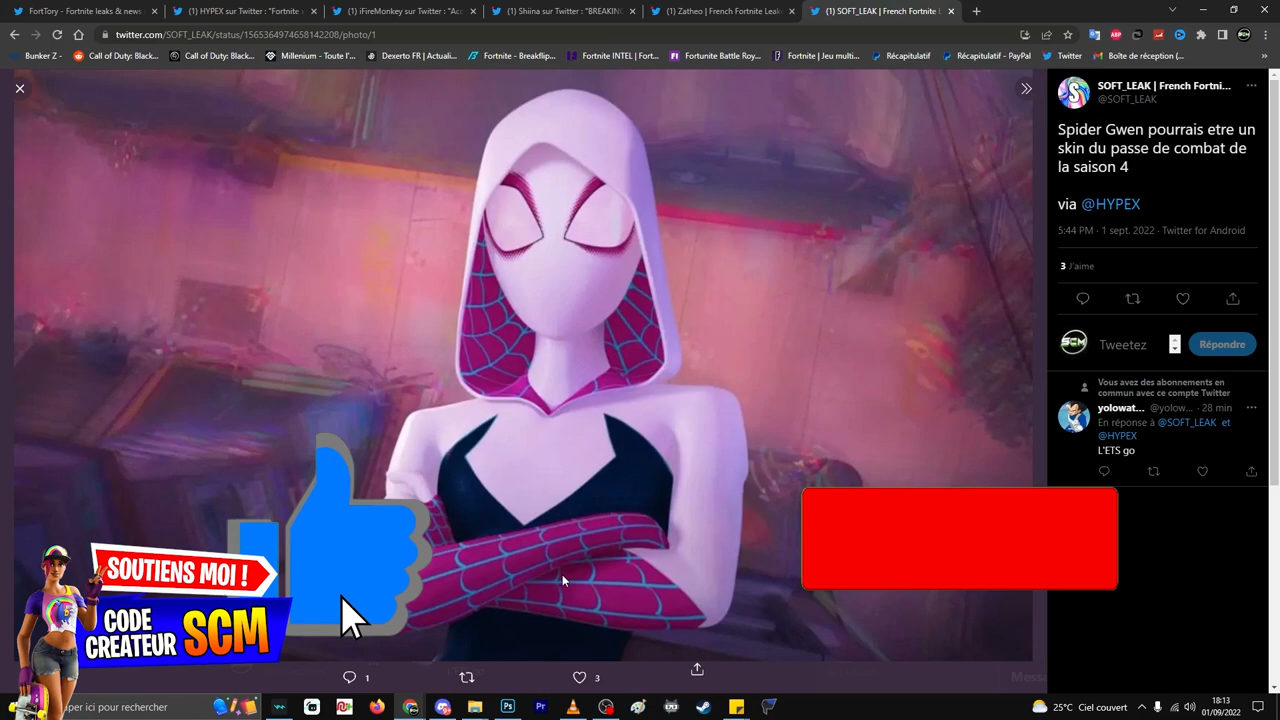 FortTory - Fortnite leaks & news
(1) HYPEX sur Twitter : "Fortnite
(1) iFireMonkey sur Twitter : "Acc
(1) Shiina sur Twitter : "BREAKING
(1) Zatheo | French Fortnite Leake
(1) SOFT_LEAK | French Fortnite L
twitter.com/SOFT_LEAK/status/1565364974658142208/photo/1
Bunker Z -
Call of Duty: Black...
Call of Duty: Black...
Millenium - Toute l'i...
Deserto FR | Actuali...
Fortnite - Breakflip...
Fortnite INTEL | Fort...
Fortunite Battle Roy...
Fortnite | Jeu multi...
Récapitulatif
Récapitulatif - PayPal
Twitter
Boîte de réception (...
SOFT_LEAK | French Fortni...
@SOFT_LEAK
Spider Gwen pourrais etre un
skin du passe de combat de
la saison 4
via @HYPEX
5:44 PM · 1 sept. 2022 · Twitter for Android
3 J'aime
SCM
Tweetez
Répondre
Vous avez des abonnements en
commun avec ce compte Twitter
yolowat... @yolow... · 28 min
En réponse à @SOFT_LEAK et
@HYPEX
L'ETS go
SOUTIENS MOI !
CODE
CREATEUR SCM
1
3
aper ici pour rechercher
25°C Ciel couvert
18:13
01/09/2022